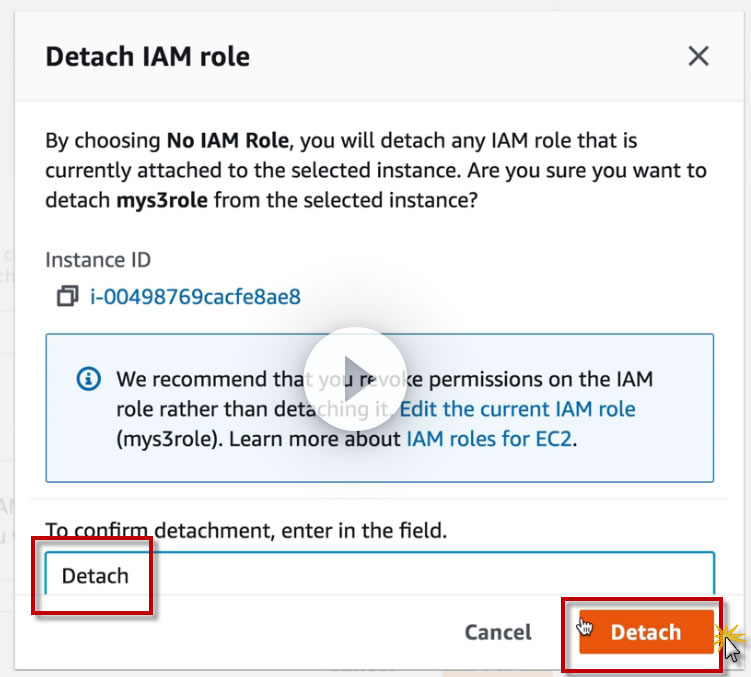 Detach IAM role
By choosing No IAM Role, you will detach any IAM role that is
currently attached to the selected instance. Are you sure you want to
detach mys3role from the selected instance?
Instance ID
i-00498769cacfe8ae8
We recommend that you revoke permissions on the IAM
role rather than detaching it. Edit the current IAM role
(mys3role). Learn more about IAM roles for EC2.
To confirm detachment, enter in the field.
Detach
Cancel
Detach